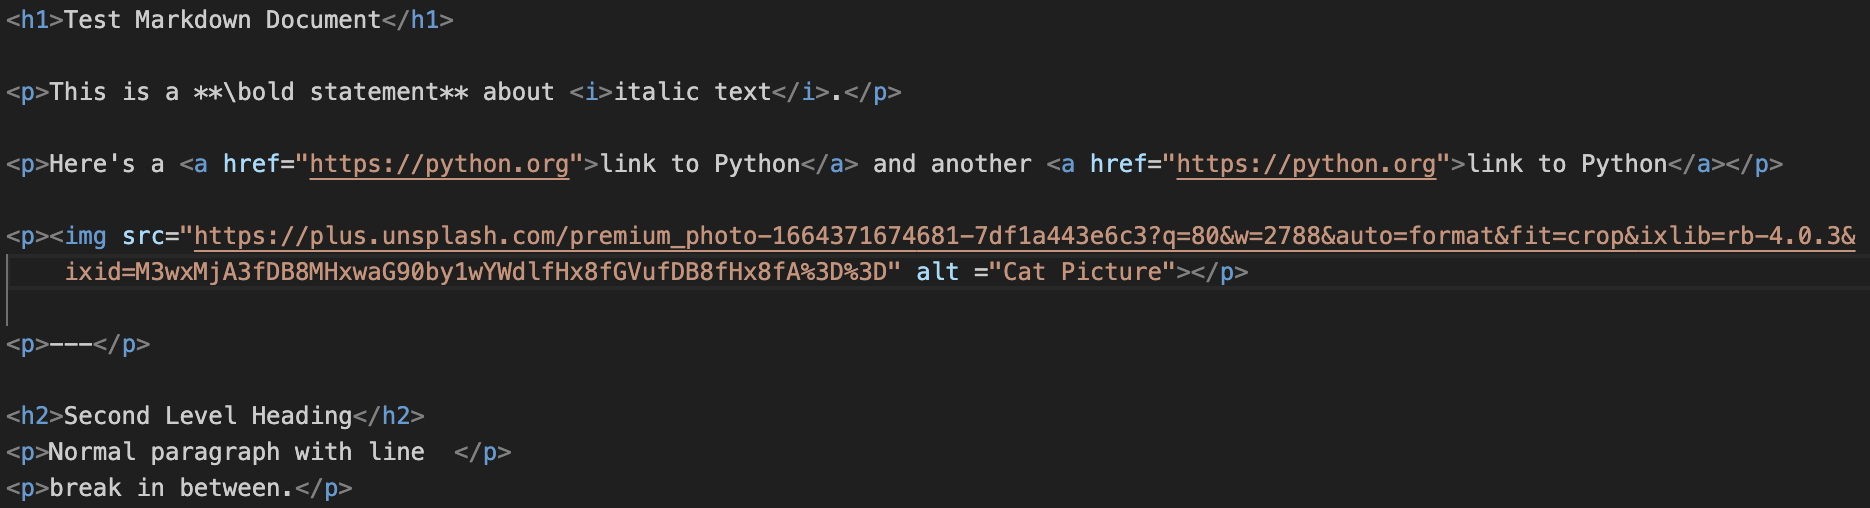 <h1>Test Markdown Document</h1>
<p>This is a **\bold statement** about <i>italic text</i>.</p>
<p>Here's a <a href="https://python.org">link to Python</a> and another <a href="https://python.org">link to Python</a></p>
<p><img src="https://plus.unsplash.com/premium_photo-1664371674681-7df1a443e6c3?q=80&w=2788&auto=format&fit=crop&ixlib=rb-4.0.3&
ixid=M3wxMjA3fDB8MHxwaG90by1wYWdlfHx8fGVufDB8fHx8fA%3D%3D" alt ="Cat Picture"></p>
<p>---</p>
<h2>Second Level Heading</h2>
<p>Normal paragraph with line  </p>
<p>break in between.</p>